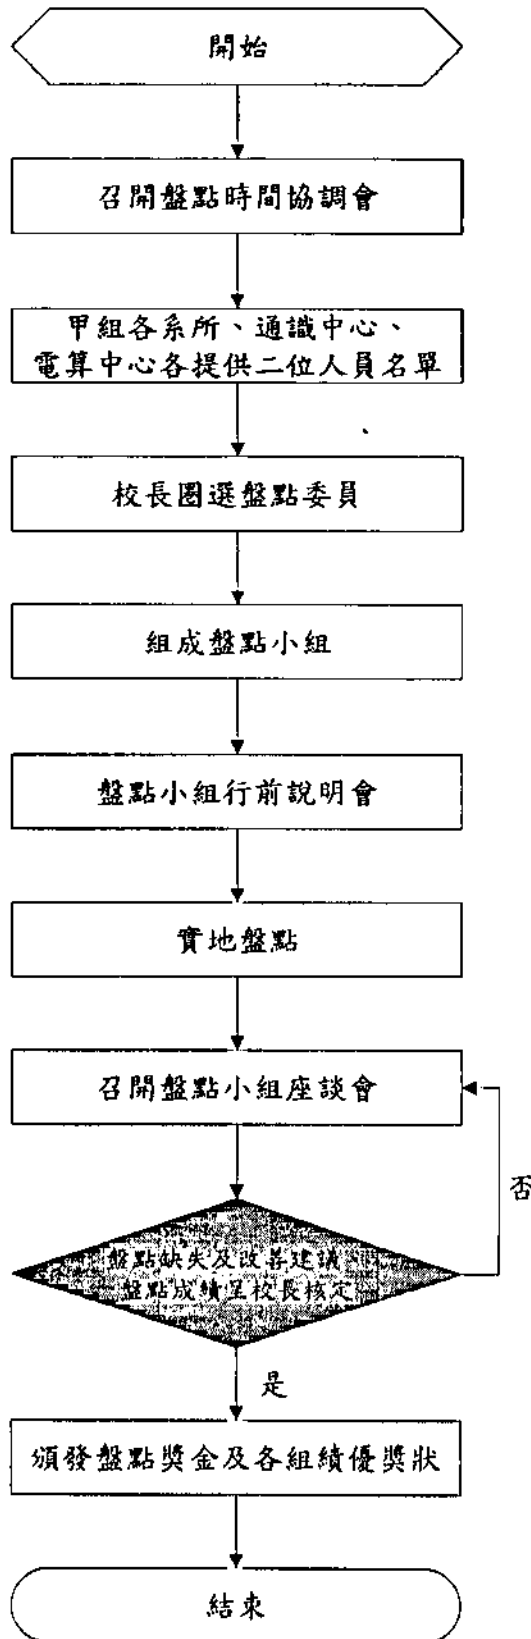 開始
召開盤點時間協調會
甲組各系所、通識中心、
電算中心各提供二位人員名單
校長圈選盤點委員
組成盤點小組
盤點小組行前說明會
實地盤點
召開盤點小組座談會
否
盤點缺失及改善建議
盤點成績呈校長核定
是
頒發盤點獎金及各組績優獎狀
結束